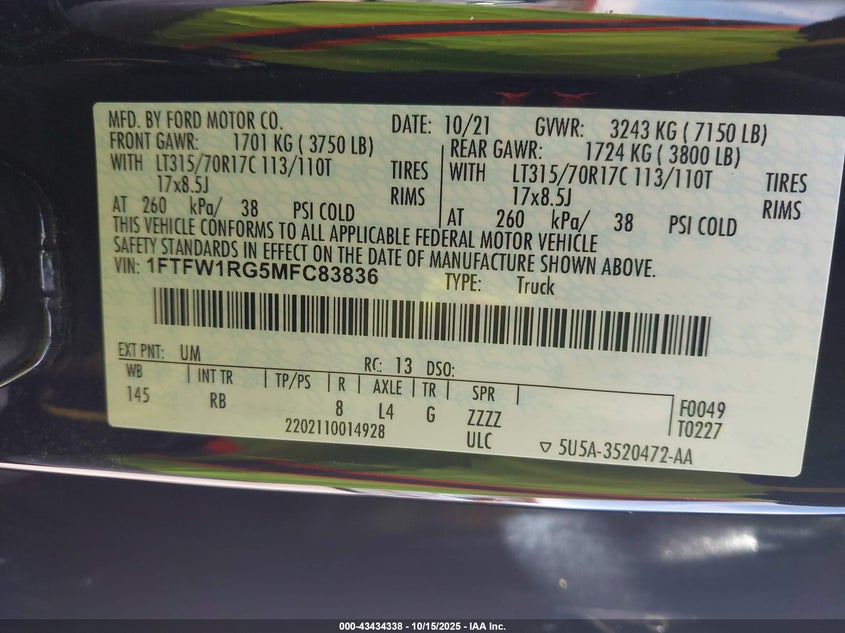 MFD. BY FORD MOTOR CO. DATE: 10/21 GVWR: 3243 KG ( 7150 LB)
FRONT GAWR: 1701 KG ( 3750 LB) REAR GAWR: 1724 KG ( 3800 LB)
WITH LT315/70R17C 113/110T TIRES WITH LT315/70R17C 113/110T TIRES
17x8.5J RIMS 17x8.5J RIMS
AT 260 kPa/ 38 PSI COLD AT 260 kPa/ 38 PSI COLD
THIS VEHICLE CONFORMS TO ALL APPLICABLE FEDERAL MOTOR VEHICLE
SAFETY STANDARDS IN EFFECT ON THE DATE OF MANUFACTURE SHOWN ABOVE.
VIN: 1FTFW1RG5MFC83836 TYPE: Truck
EXT PNT: UM RC: 13 DSO:
WB INT TR TP/PS R AXLE TR SPR
145 RB 8 L4 G ZZZZ F0049
2202110014928 ULC T0227
▽ 5U5A-3520472-AA
000-43434338 - 10/15/2025 - IAA Inc.